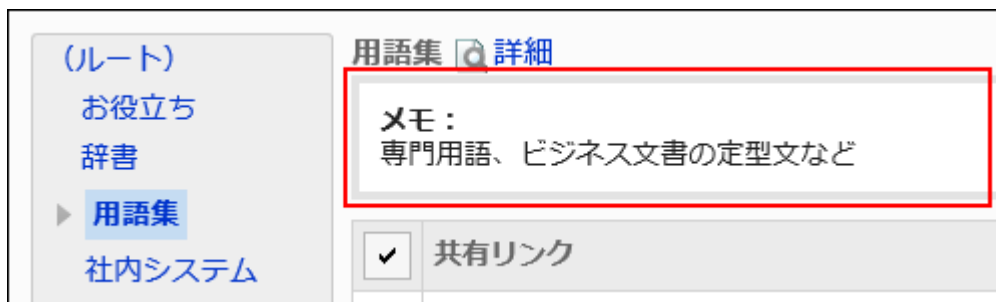 (ルート)
お役立ち
辞書
用語集
社内システム
用語集 詳細
メモ：
専門用語、ビジネス文書の定型文など
共有リンク